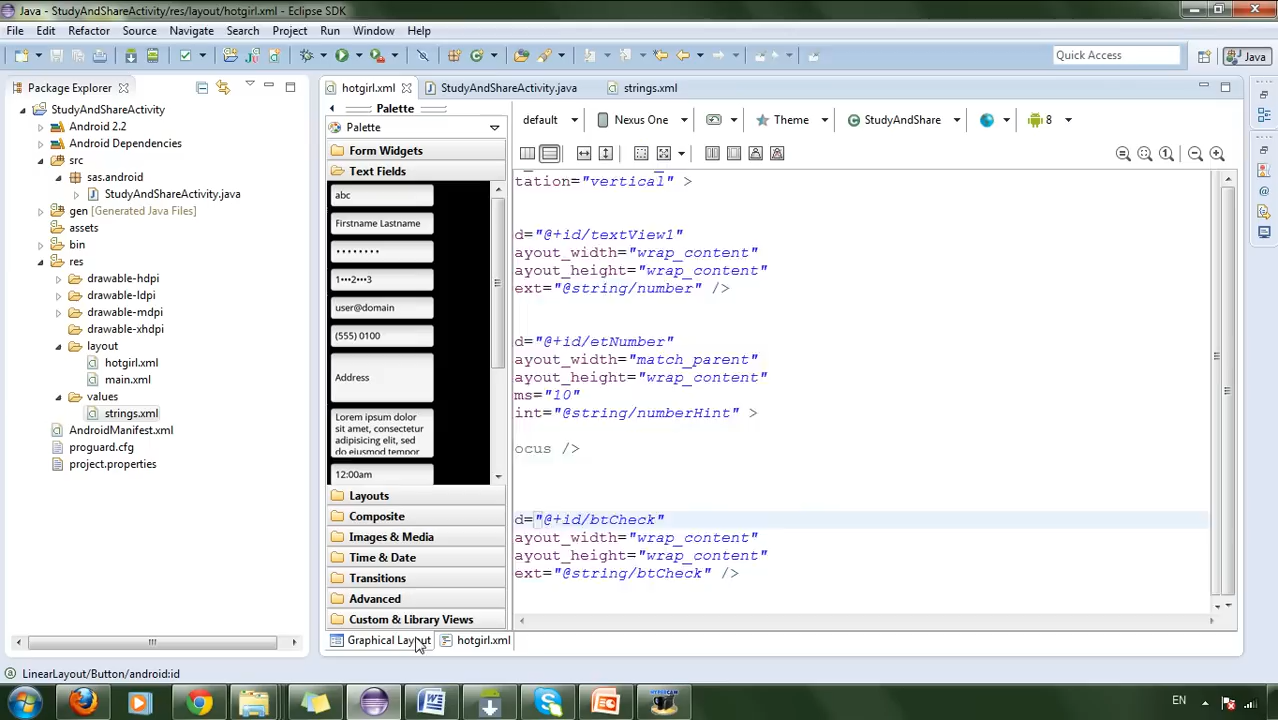 Java - StudyAndShareActivity/res/layout/hotgirl.xml - Eclipse SDK
File Edit Refactor Source Navigate Search Project Run Window Help
Quick Access
Java
Package Explorer
StudyAndShareActivity
Android 2.2
Android Dependencies
src
sas.android
StudyAndShareActivity.java
gen [Generated Java Files]
assets
bin
res
drawable-hdpi
drawable-ldpi
drawable-mdpi
drawable-xhdpi
layout
hotgirl.xml
main.xml
values
strings.xml
AndroidManifest.xml
proguard.cfg
project.properties
hotgirl.xml StudyAndShareActivity.java strings.xml
Palette
Palette
Form Widgets
Text Fields
abc
Firstname Lastname
••••••••
1•••2•••3
user@domain
(555) 0100
Address
Lorem ipsum dolor
sit amet, consectetur
adipisicing elit, sed
do eiusmod tempor
12:00am
Layouts
Composite
Images & Media
Time & Date
Transitions
Advanced
Custom & Library Views
default Nexus One Theme StudyAndShare 8
tation="vertical" >
d="@+id/textView1"
ayout_width="wrap_content"
ayout_height="wrap_content"
ext="@string/number" />
d="@+id/etNumber"
ayout_width="match_parent"
ayout_height="wrap_content"
ms="10"
int="@string/numberHint" >
ocus />
d="@+id/btCheck"
ayout_width="wrap_content"
ayout_height="wrap_content"
ext="@string/btCheck" />
Graphical Layout hotgirl.xml
LinearLayout/Button/android:id
EN